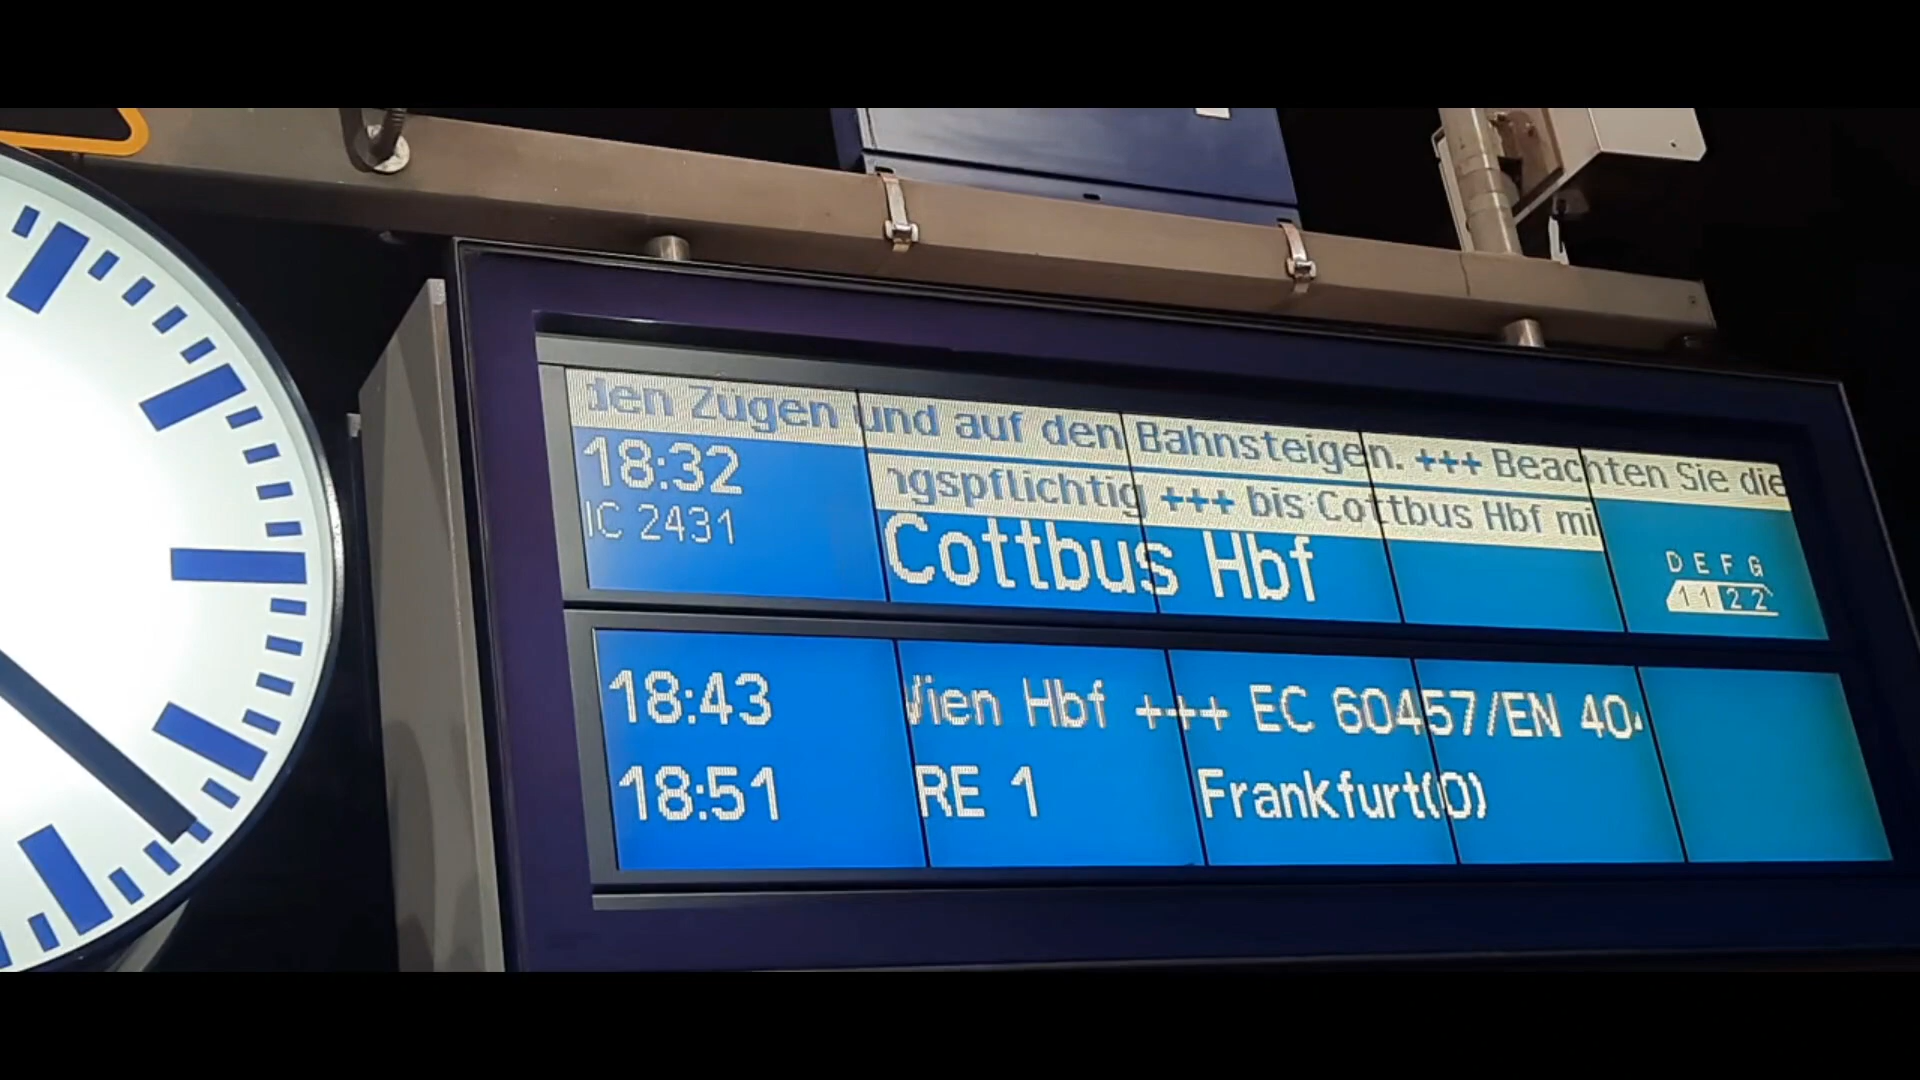 den Zügen und auf den Bahnsteigen. +++ Beachten Sie die
18:32
ngspflichtig +++ bis Cottbus Hbf mi
IC 2431
Cottbus Hbf
D E F G
1 1 2 2
18:43
Wien Hbf +++ EC 60457/EN 40
18:51
RE 1
Frankfurt(O)